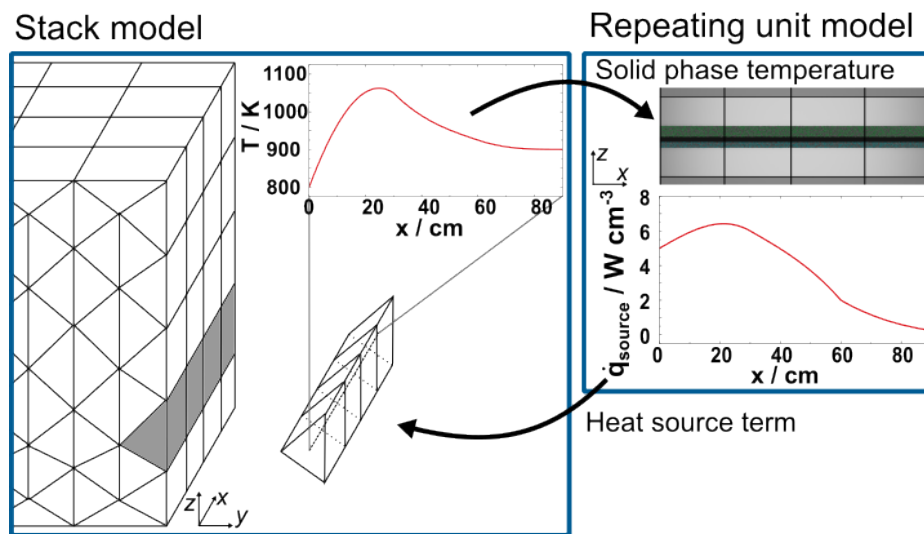 Stack model
Repeating unit model
1100
1000
900
800
T / K
0 20 40 60 80
x / cm
z x y
Solid phase temperature
z
x
8
6
4
2
0
q̇source / W cm-3
0 20 40 60 80
x / cm
Heat source term